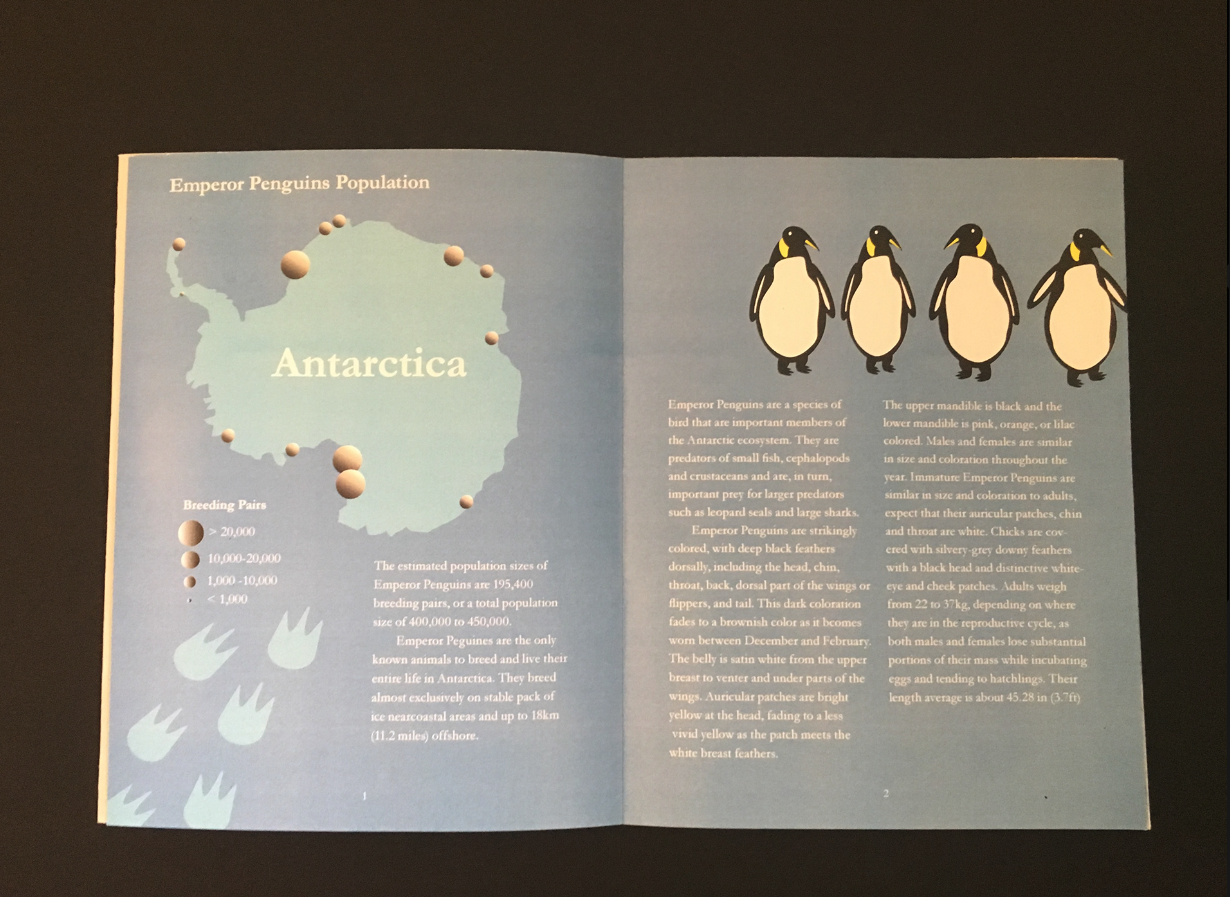 Emperor Penguins Population
Antarctica
Breeding Pairs
> 20,000
10,000-20,000
1,000 -10,000
< 1,000
The estimated population sizes of
Emperor Penguins are 195,400
breeding pairs, or a total population
size of 400,000 to 450,000.
Emperor Peguines are the only
known animals to breed and live their
entire life in Antarctica. They breed
almost exclusively on stable pack of
ice nearcoastal areas and up to 18km
(11.2 miles) offshore.
1
Emperor Penguins are a species of
bird that are important members of
the Antarctic ecosystem. They are
predators of small fish, cephalopods
and crustaceans and are, in turn,
important prey for larger predators
such as leopard seals and large sharks.
Emperor Penguins are strikingly
colored, with deep black feathers
dorsally, including the head, chin,
throat, back, dorsal part of the wings or
flippers, and tail. This dark coloration
fades to a brownish color as it becomes
worn between December and February.
The belly is satin white from the upper
breast to venter and under parts of the
wings. Auricular patches are bright
yellow at the head, fading to a less
vivid yellow as the patch meets the
white breast feathers.
The upper mandible is black and the
lower mandible is pink, orange, or lilac
colored. Males and females are similar
in size and coloration throughout the
year. Immature Emperor Penguins are
similar in size and coloration to adults,
expect that their auricular patches, chin
and throat are white. Chicks are cov-
ered with silvery-grey downy feathers
with a black head and distinctive white-
eye and cheek patches. Adults weigh
from 22 to 37kg, depending on where
they are in the reproductive cycle, as
both males and females lose substantial
portions of their mass while incubating
eggs and tending to hatchlings. Their
length average is about 45.28 in (3.7ft)
2